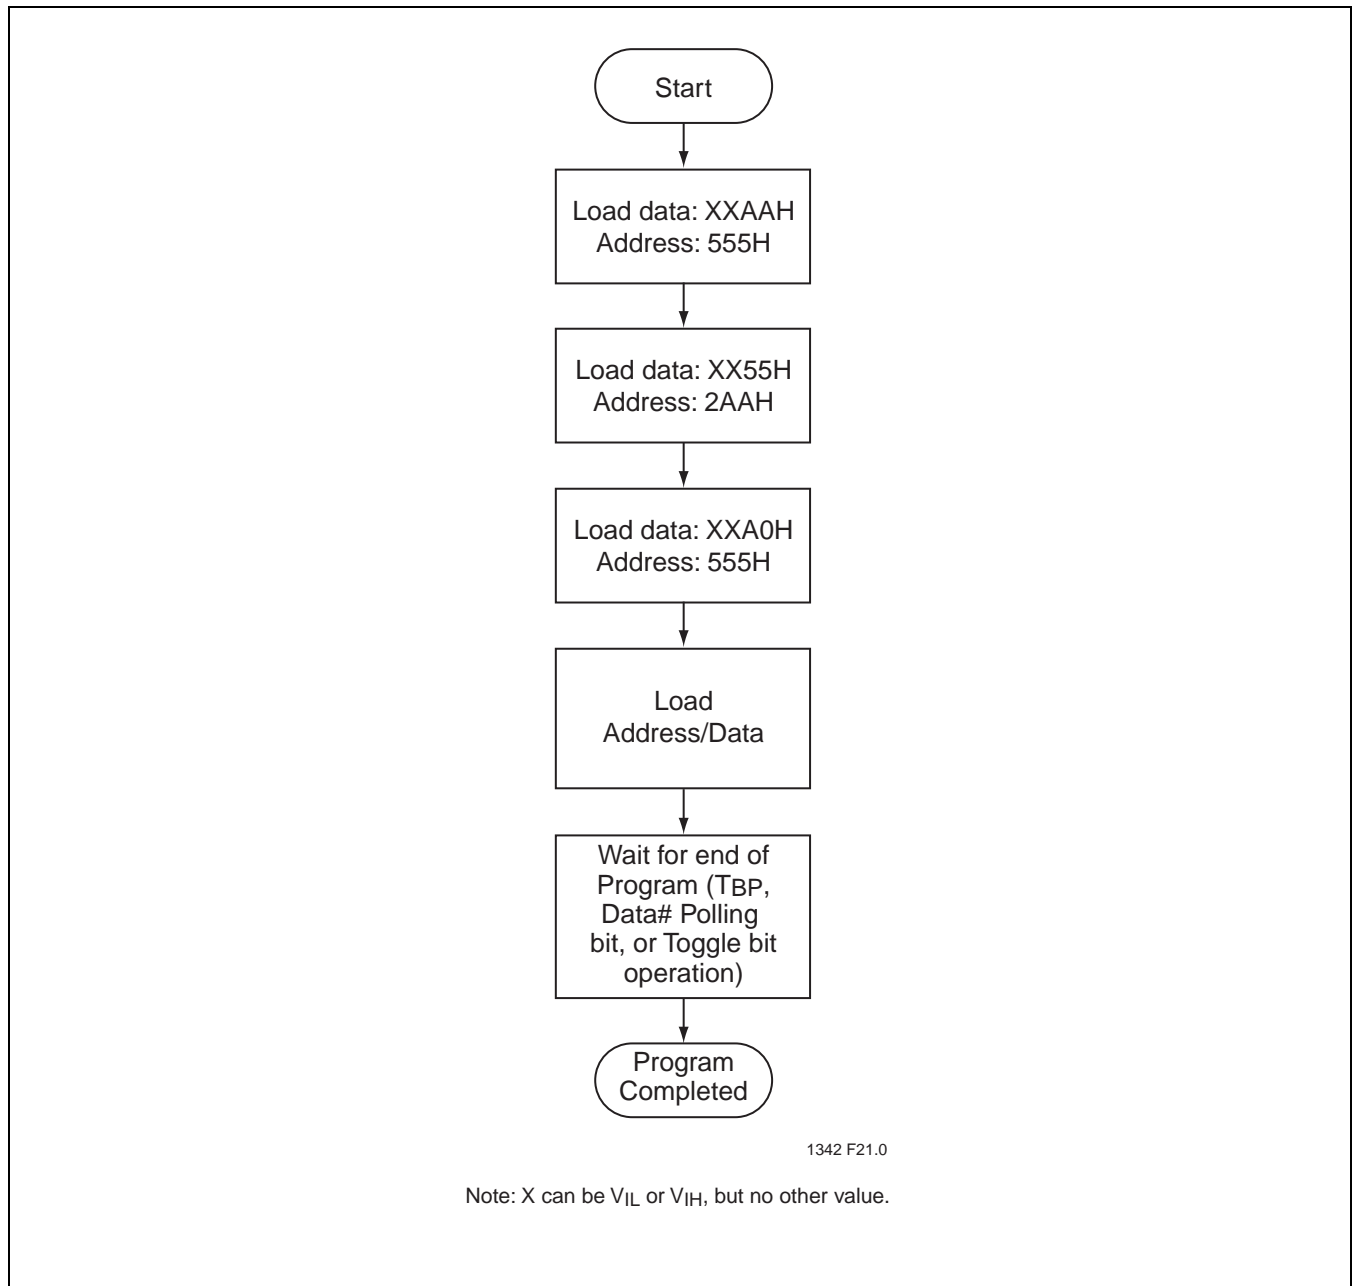 Start
Load data: XXAAH
Address: 555H
Load data: XX55H
Address: 2AAH
Load data: XXA0H
Address: 555H
Load
Address/Data
Wait for end of
Program (TBP,
Data# Polling
bit, or Toggle bit
operation)
Program
Completed
1342 F21.0
Note: X can be VIL or VIH, but no other value.